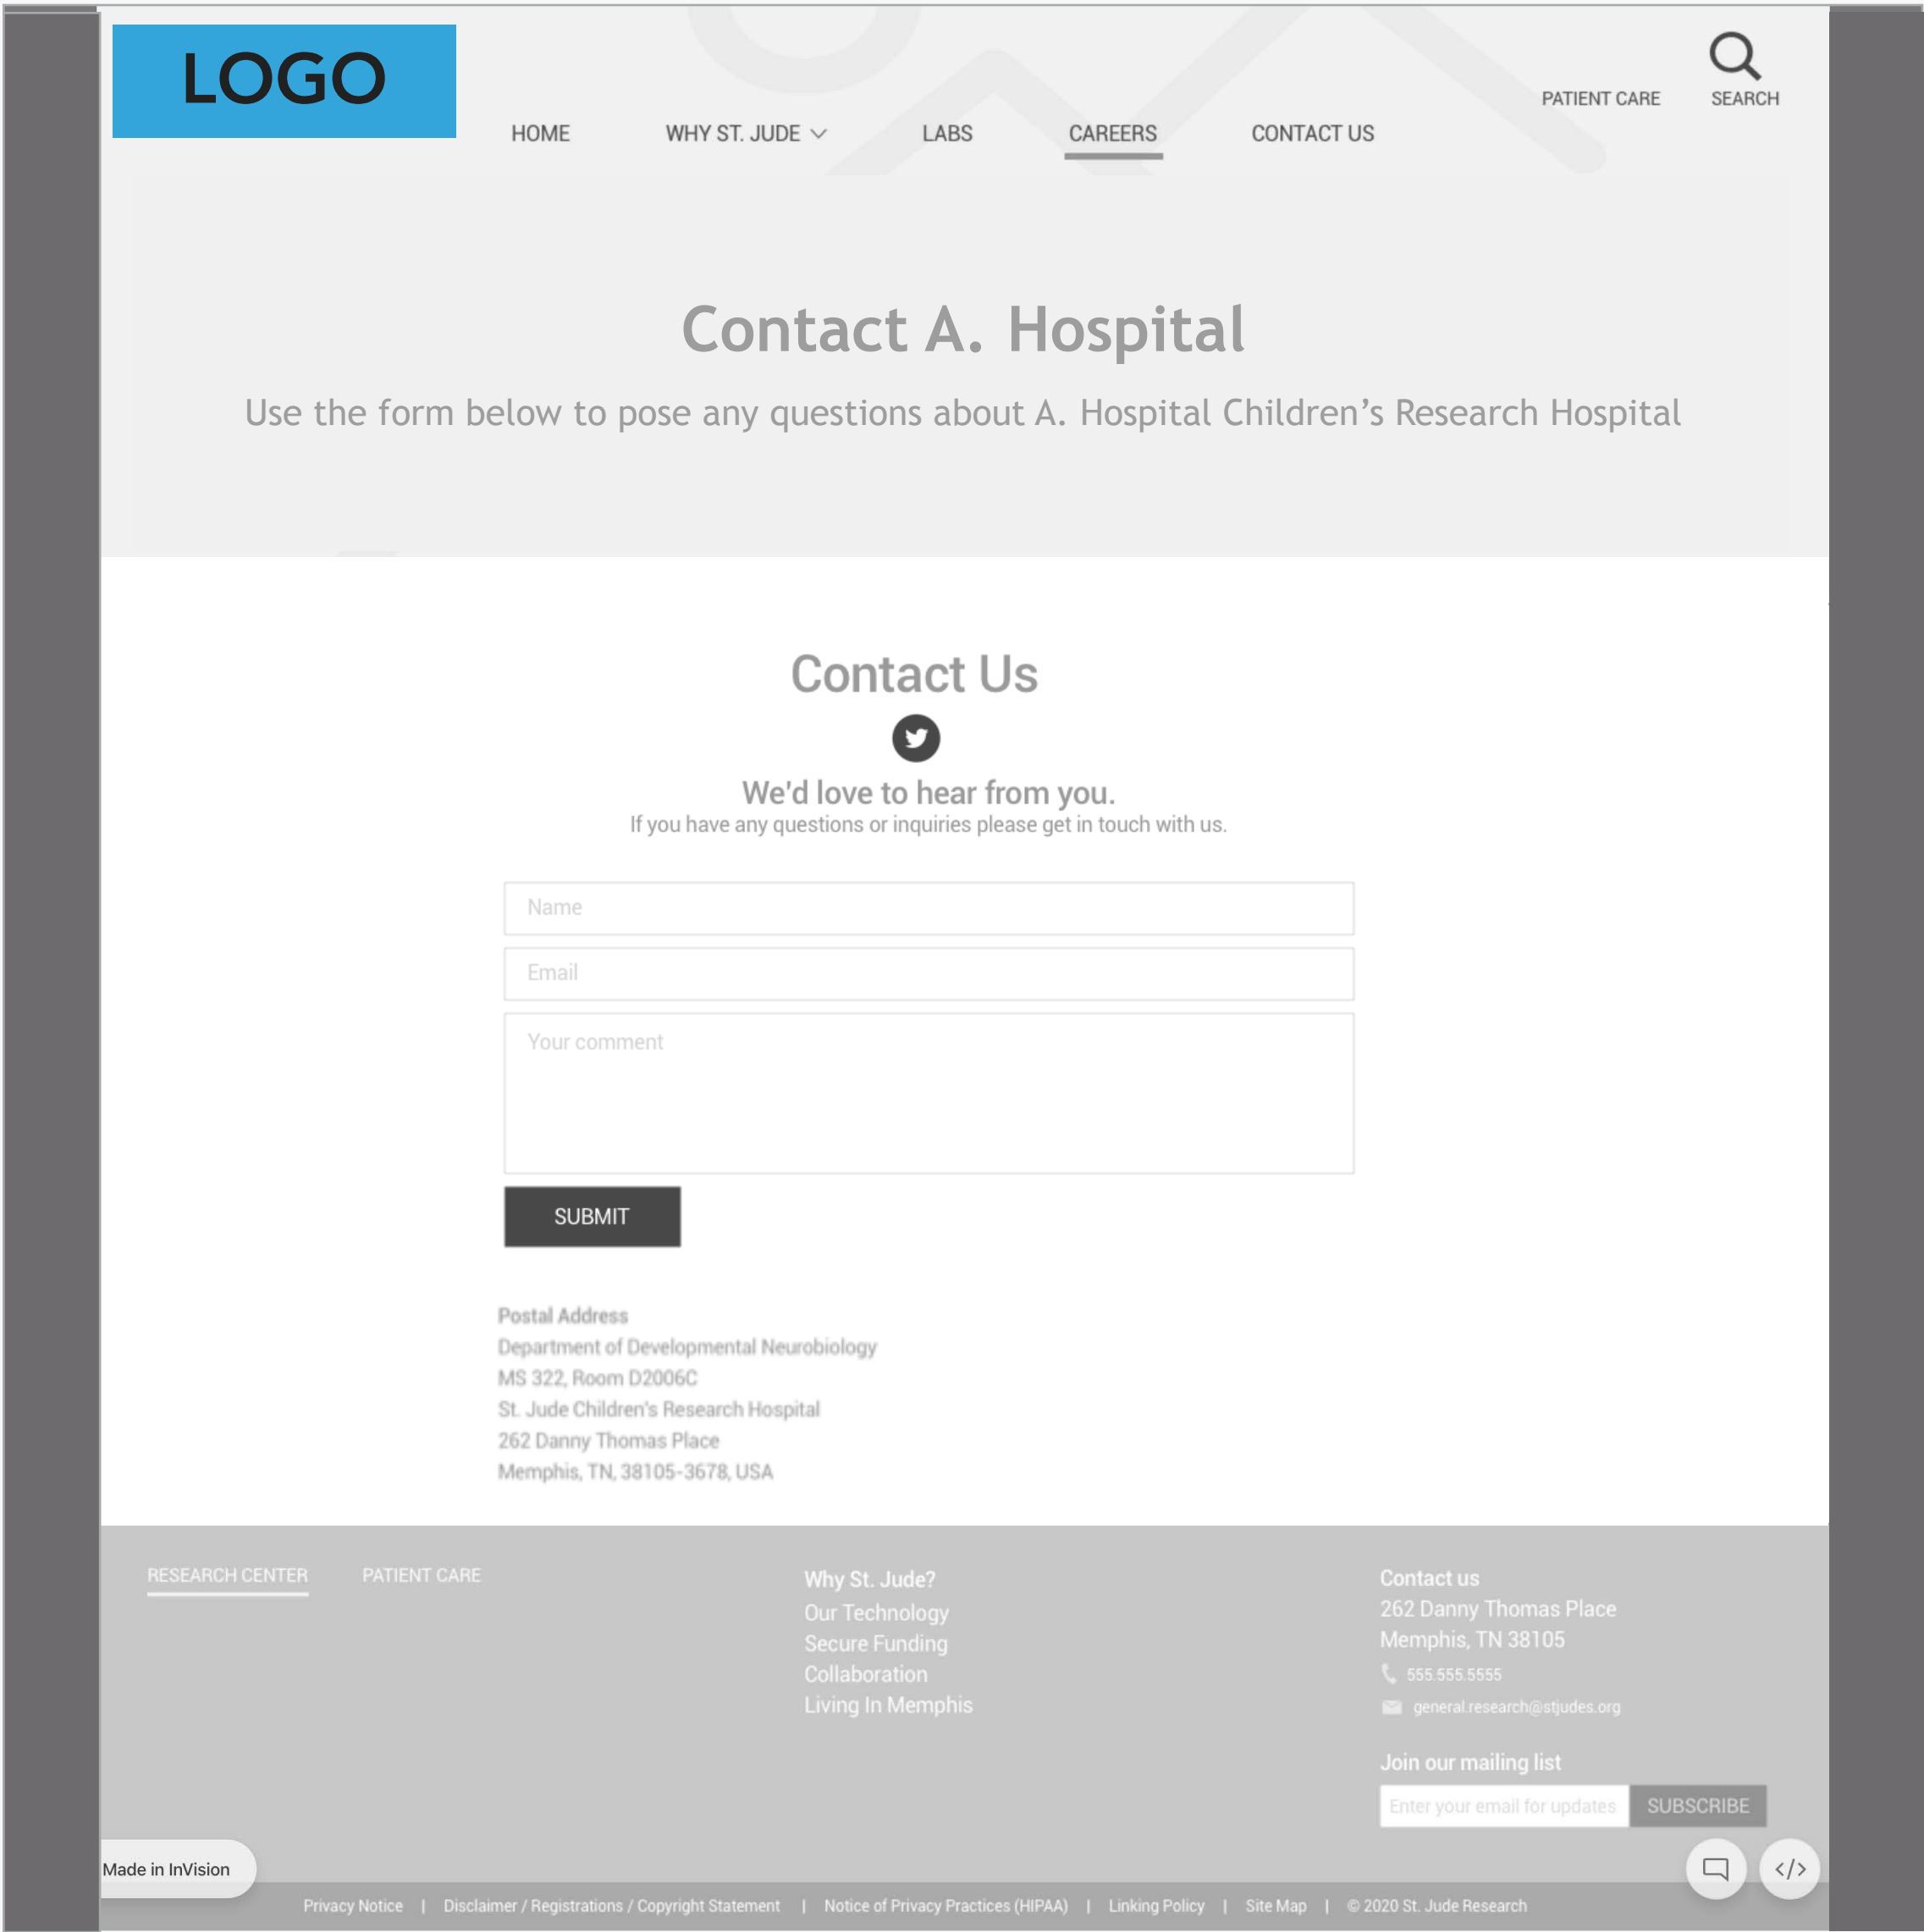 LOGO
PATIENT CARE
SEARCH
HOME
WHY ST. JUDE
LABS
CAREERS
CONTACT US
Contact A. Hospital
Use the form below to pose any questions about A. Hospital Children’s Research Hospital
Contact Us
We'd love to hear from you.
If you have any questions or inquiries please get in touch with us.
Name
Email
Your comment
SUBMIT
Postal Address
Department of Developmental Neurobiology
MS 322, Room D2006C
St. Jude Children's Research Hospital
262 Danny Thomas Place
Memphis, TN, 38105-3678, USA
RESEARCH CENTER
PATIENT CARE
Why St. Jude?
Our Technology
Secure Funding
Collaboration
Living In Memphis
Contact us
262 Danny Thomas Place
Memphis, TN 38105
555.555.5555
general.research@stjudes.org
Join our mailing list
Enter your email for updates
SUBSCRIBE
Made in InVision
</>
Privacy Notice | Disclaimer / Registrations / Copyright Statement | Notice of Privacy Practices (HIPAA) | Linking Policy | Site Map | © 2020 St. Jude Research